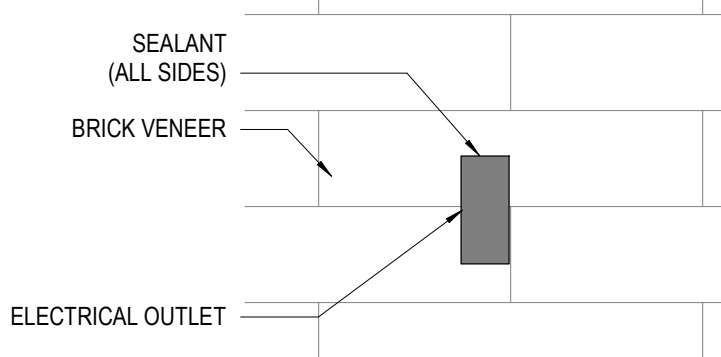 SEALANT
(ALL SIDES)
BRICK VENEER
ELECTRICAL OUTLET